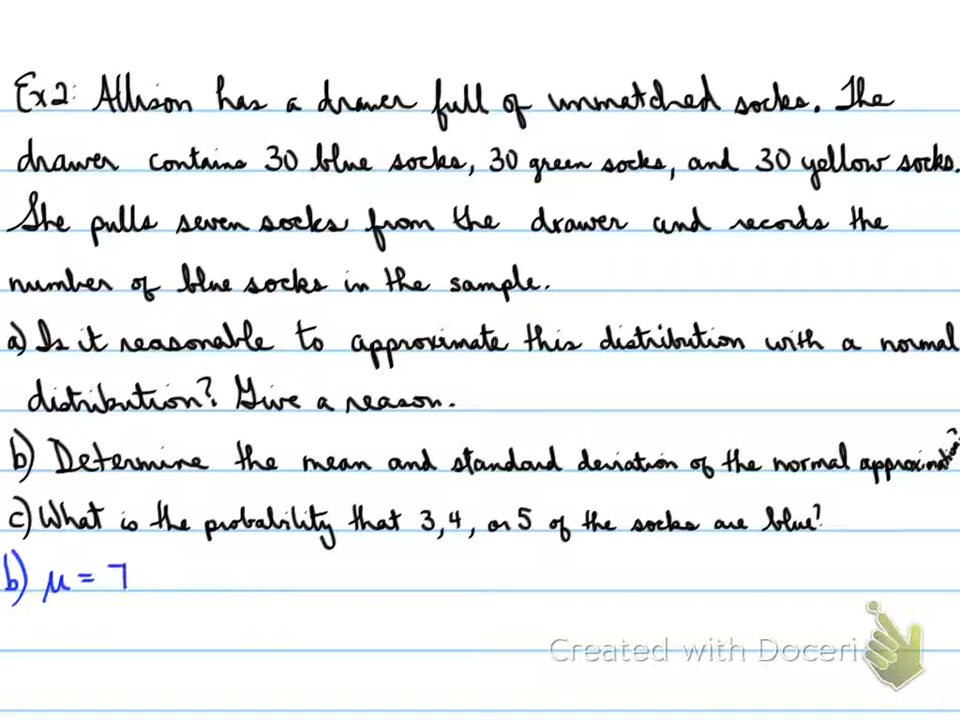 Ex2: Allison has a drawer full of unmatched socks. The
drawer contains 30 blue socks, 30 green socks, and 30 yellow socks.
She pulls seven socks from the drawer and records the
number of blue socks in the sample.
a) Is it reasonable to approximate this distribution with a normal
distribution? Give a reason.
b) Determine the mean and standard deviation of the normal approximation?
c) What is the probability that 3, 4, or 5 of the socks are blue?
b) μ = 7
Created with Doceri